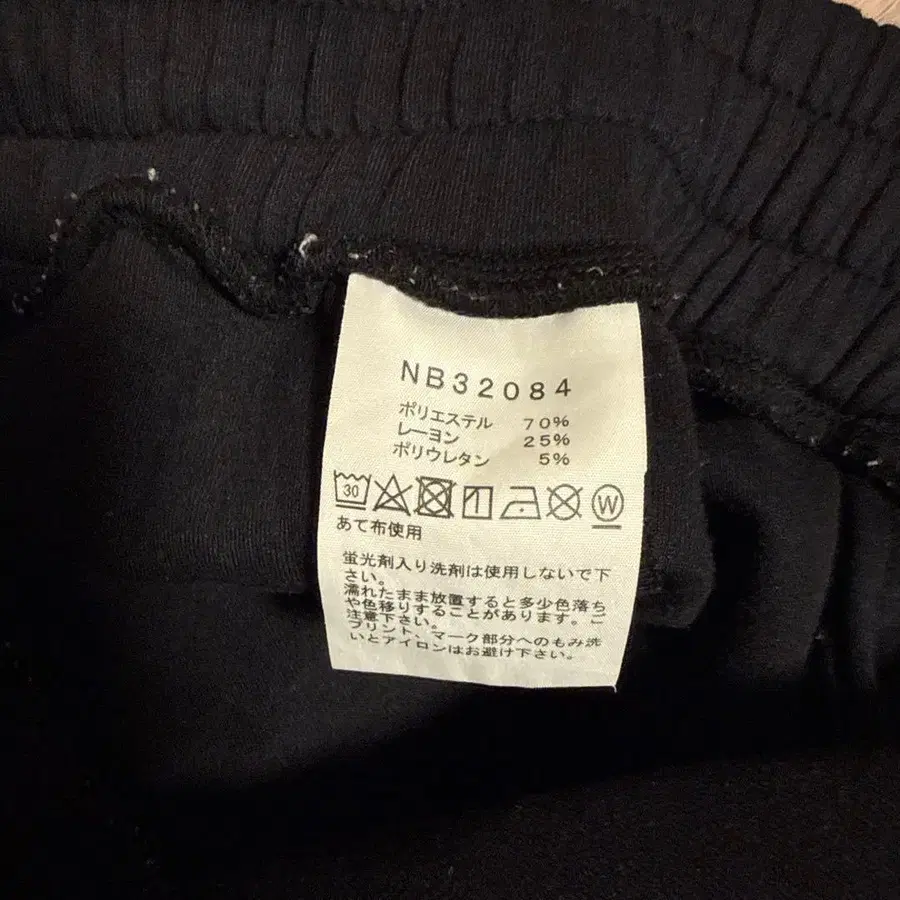 NB32084
ポリエステル 70%
レーヨン 25%
ポリウレタン 5%
30 W
あて布使用
蛍光剤入り洗剤は使用しないで下
さい。
濡れたまま放置すると多少色落ち
や色移りすることがあります。ご
注意下さい。
プリント、マーク部分へのもみ洗
いとアイロンはお避け下さい。